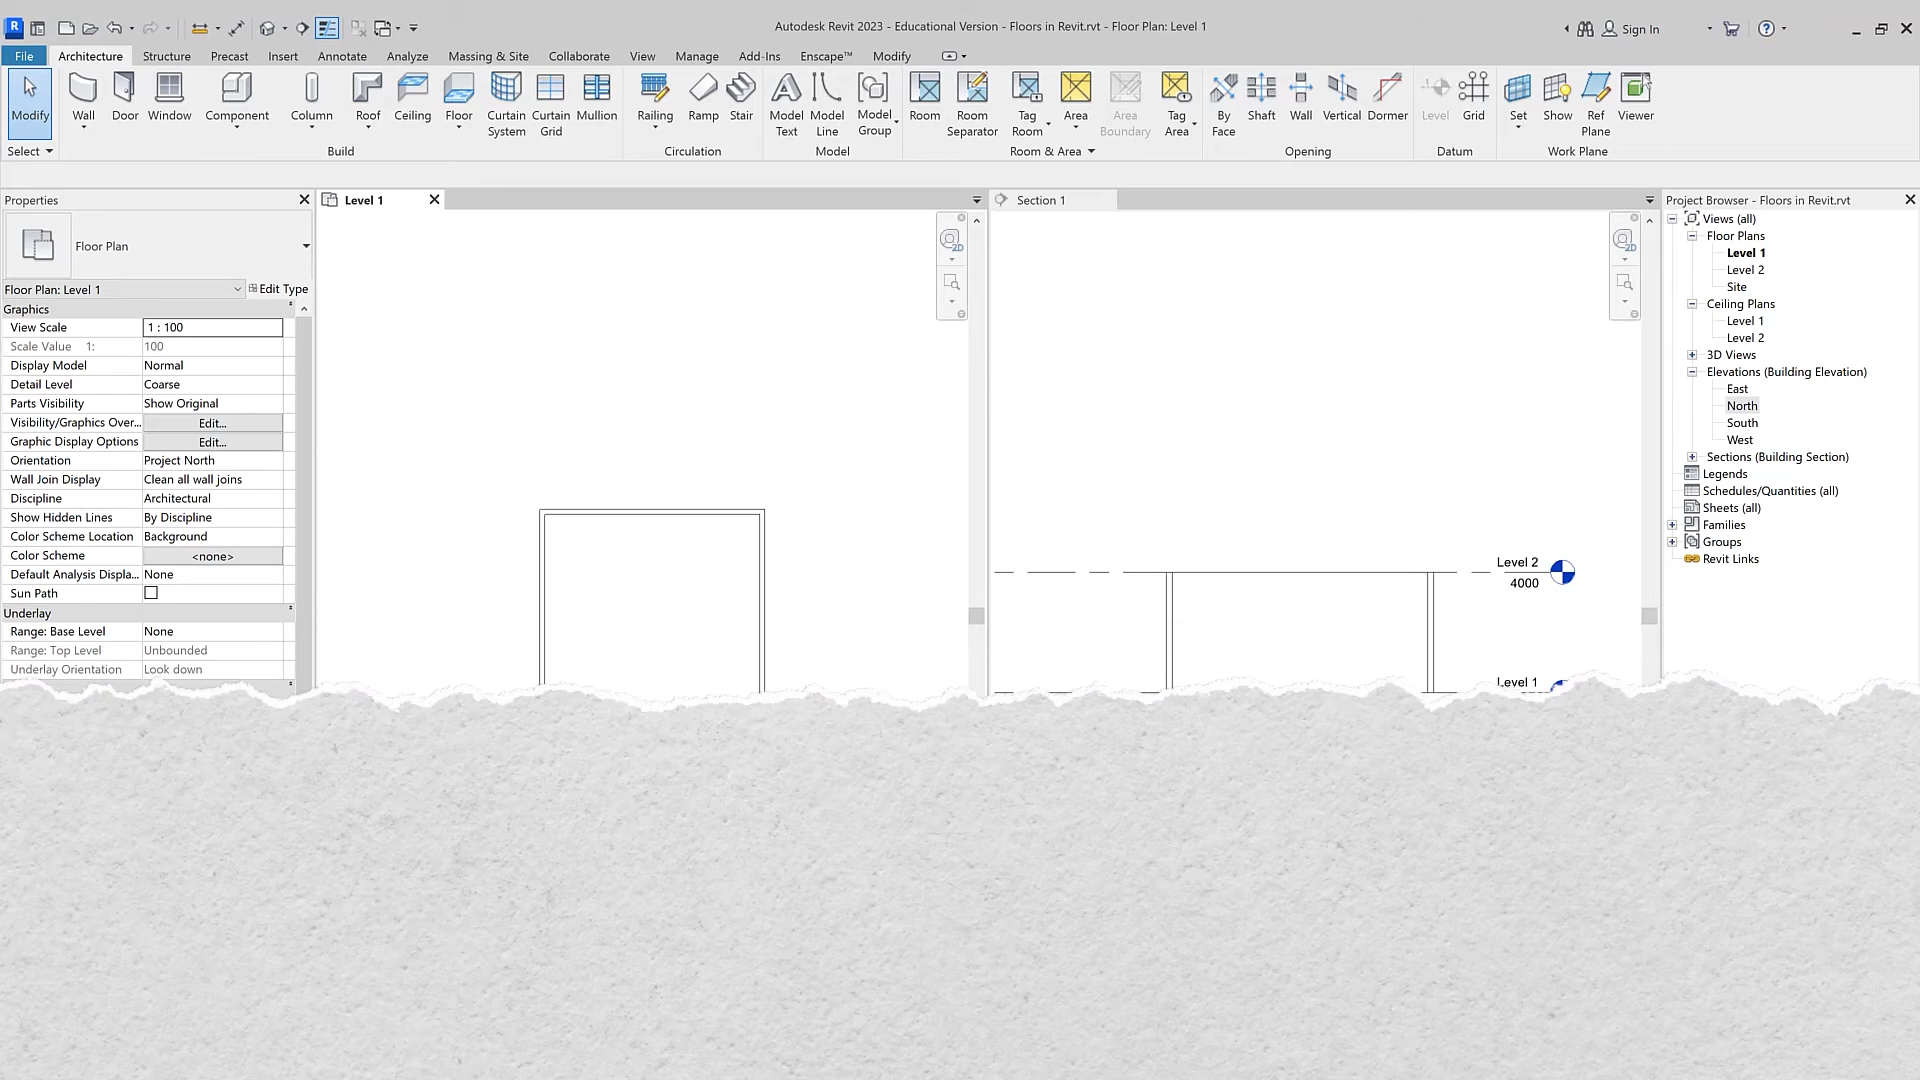 Autodesk Revit 2023 - Educational Version - Floors in Revit.rvt - Floor Plan: Level 1
Sign In
File Architecture Structure Precast Insert Annotate Analyze Massing & Site Collaborate View Manage Add-Ins Enscape™ Modify
Modify
Wall
Door
Window
Component
Column
Roof
Ceiling
Floor
Curtain System
Curtain Grid
Mullion
Railing
Ramp
Stair
Model Text
Model Line
Model Group
Room
Room Separator
Tag Room
Area
Area Boundary
Tag Area
By Face
Shaft
Wall
Vertical
Dormer
Level
Grid
Set
Show
Ref Plane
Viewer
Select
Build
Circulation
Model
Room & Area
Opening
Datum
Work Plane
Properties
Floor Plan
Floor Plan: Level 1
Edit Type
Graphics
View Scale 1 : 100
Scale Value 1: 100
Display Model Normal
Detail Level Coarse
Parts Visibility Show Original
Visibility/Graphics Over... Edit...
Graphic Display Options Edit...
Orientation Project North
Wall Join Display Clean all wall joins
Discipline Architectural
Show Hidden Lines By Discipline
Color Scheme Location Background
Color Scheme <none>
Default Analysis Displa... None
Sun Path
Underlay
Range: Base Level None
Range: Top Level Unbounded
Underlay Orientation Look down
Level 1
2D
Section 1
2D
Level 2
4000
Level 1
Project Browser - Floors in Revit.rvt
Views (all)
Floor Plans
Level 1
Level 2
Site
Ceiling Plans
Level 1
Level 2
3D Views
Elevations (Building Elevation)
East
North
South
West
Sections (Building Section)
Legends
Schedules/Quantities (all)
Sheets (all)
Families
Groups
Revit Links